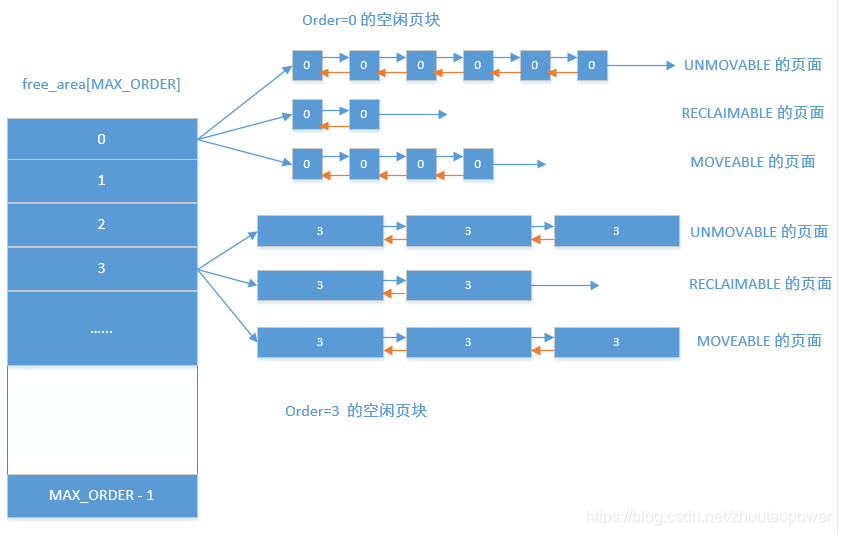 Order=0 的空闲页块
free_area[MAX_ORDER]
0 0 0 0 0 0 UNMOVABLE 的页面
0 0 RECLAIMABLE 的页面
0 0 0 0 MOVEABLE 的页面
0
1
2
3
......
MAX_ORDER - 1
3 3 3 UNMOVABLE 的页面
3 3 RECLAIMABLE 的页面
3 3 3 MOVEABLE 的页面
Order=3 的空闲页块
https://blog.csdn.net/zhoutaopower